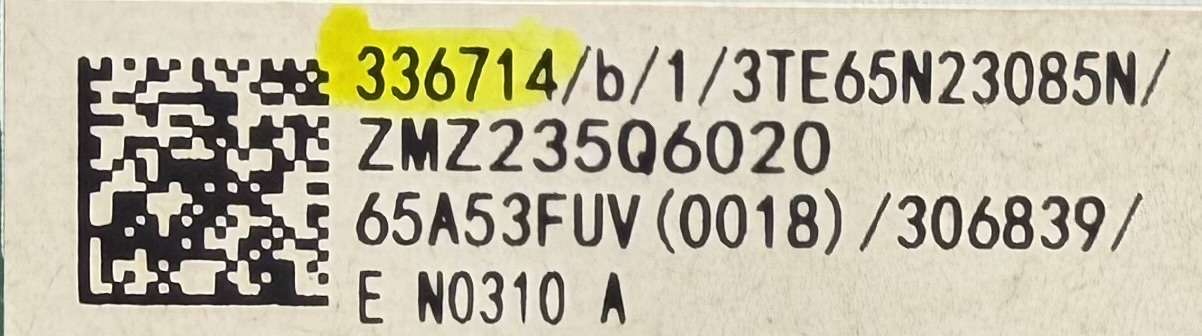 336714/b/1/3TE65N23085N/
ZMZ235Q6020
65A53FUV(0018)/306839/
E N0310 A